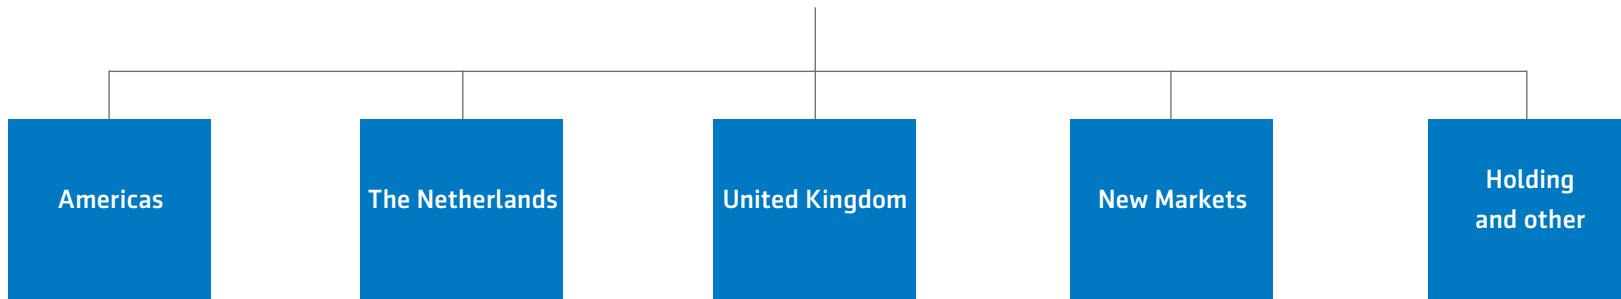 Americas
The Netherlands
United Kingdom
New Markets
Holding
and other